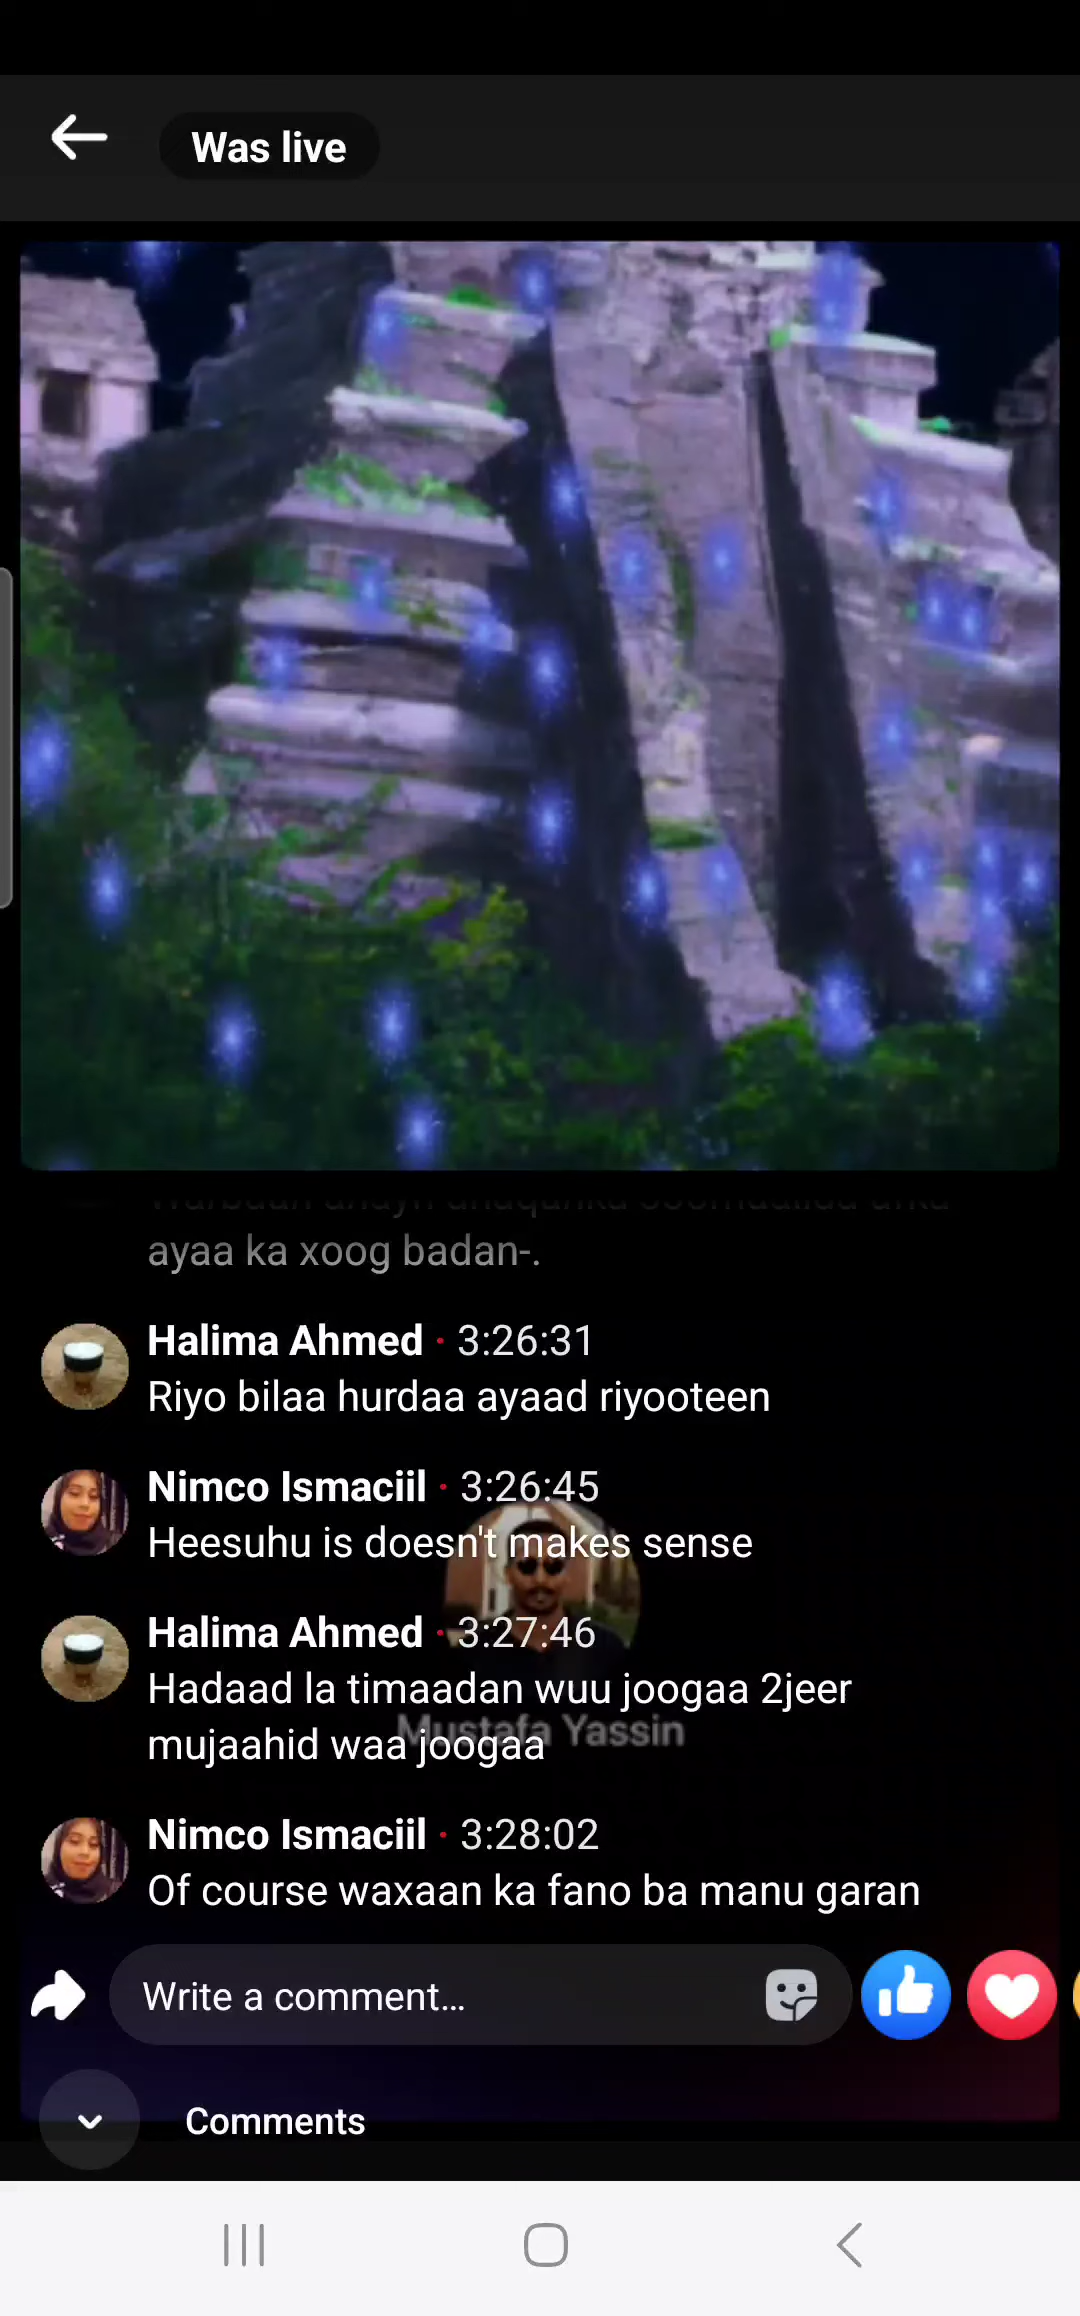 Was live
ayaa ka xoog badan-.
Halima Ahmed · 3:26:31
Riyo bilaa hurdaa ayaad riyooteen
Nimco Ismaciil · 3:26:45
Heesuhu is doesn't makes sense
Halima Ahmed · 3:27:46
Hadaad la timaadan wuu joogaa 2jeer
mujaahid waa joogaa
Mustafa Yassin
Nimco Ismaciil · 3:28:02
Of course waxaan ka fano ba manu garan
Write a comment...
Comments